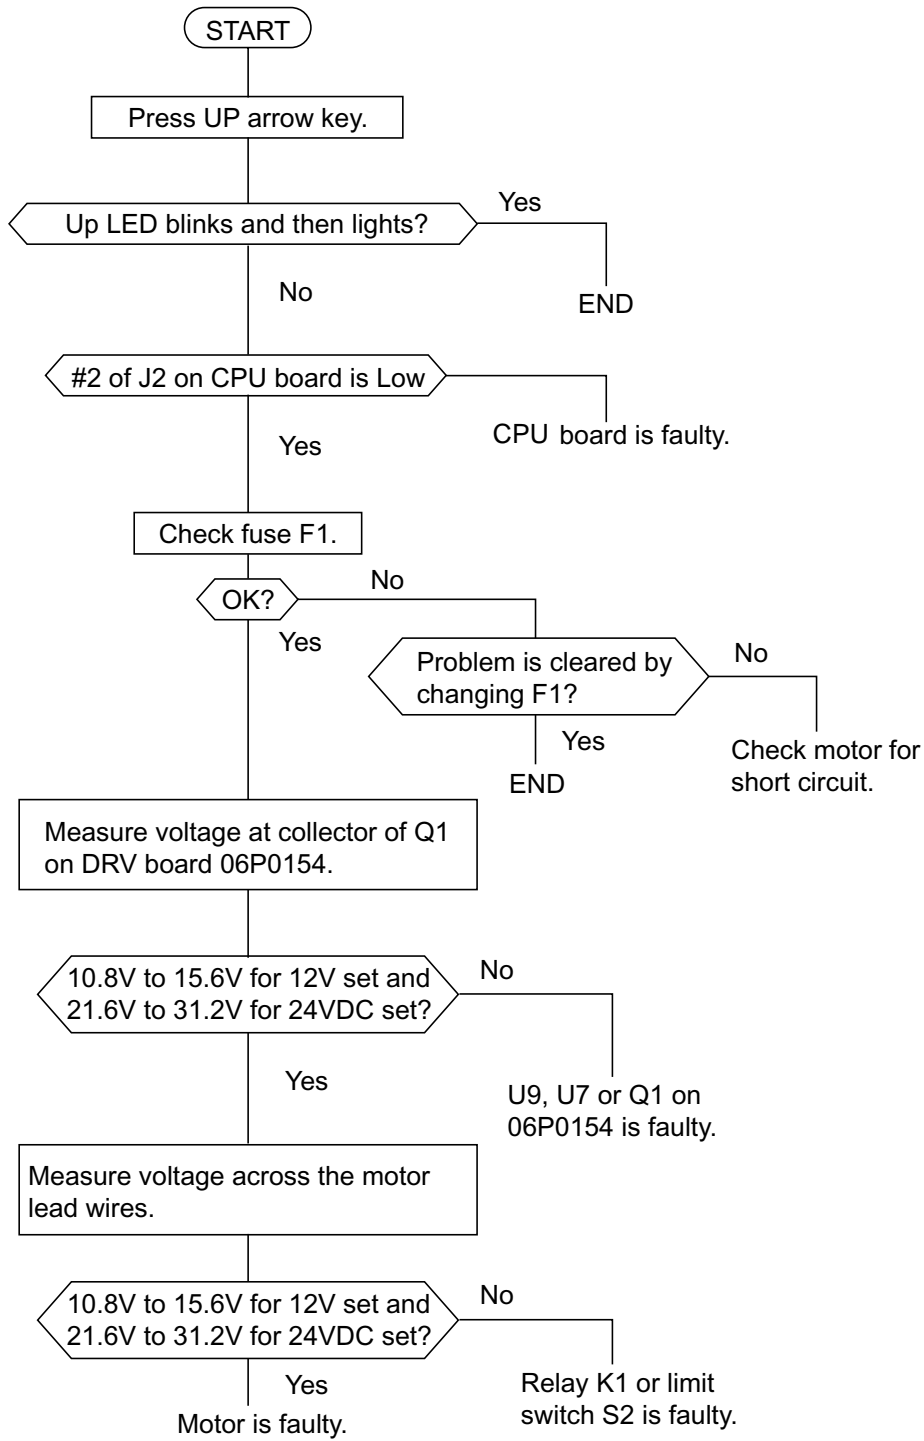 START
Press UP arrow key.
Yes
Up LED blinks and then lights?
END
No
#2 of J2 on CPU board is Low
CPU board is faulty.
Yes
Check fuse F1.
No
OK?
Yes
Problem is cleared by
changing F1?
No
Yes
END
Check motor for
short circuit.
Measure voltage at collector of Q1
on DRV board 06P0154.
10.8V to 15.6V for 12V set and
21.6V to 31.2V for 24VDC set?
No
Yes
U9, U7 or Q1 on
06P0154 is faulty.
Measure voltage across the motor
lead wires.
10.8V to 15.6V for 12V set and
21.6V to 31.2V for 24VDC set?
No
Yes
Relay K1 or limit
switch S2 is faulty.
Motor is faulty.